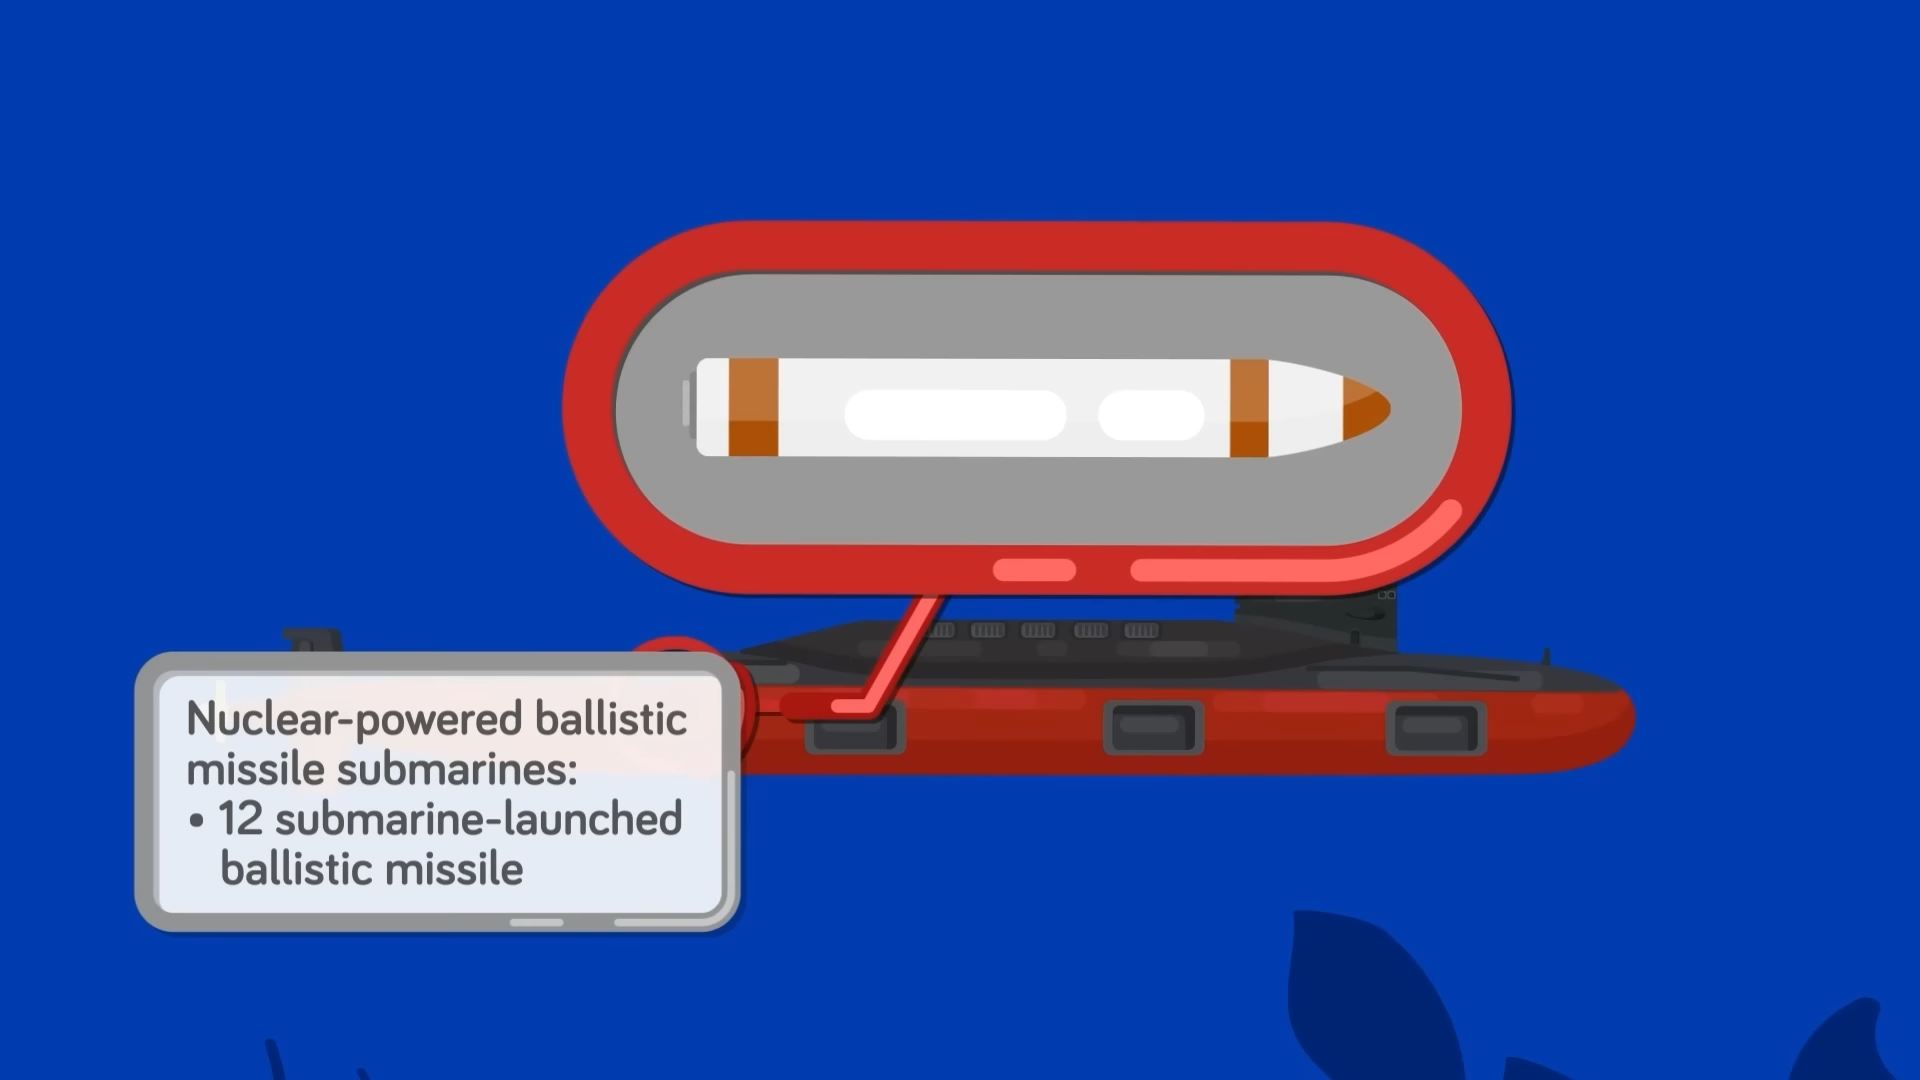 Nuclear-powered ballistic
missile submarines:
• 12 submarine-launched
ballistic missile